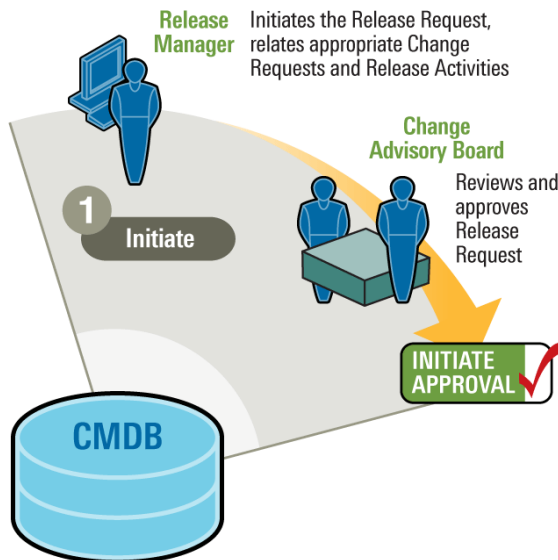 Release
Manager
Initiates the Release Request,
relates appropriate Change
Requests and Release Activities
Change
Advisory Board
Reviews and
approves
Release
Request
1
Initiate
INITIATE
APPROVAL
CMDB